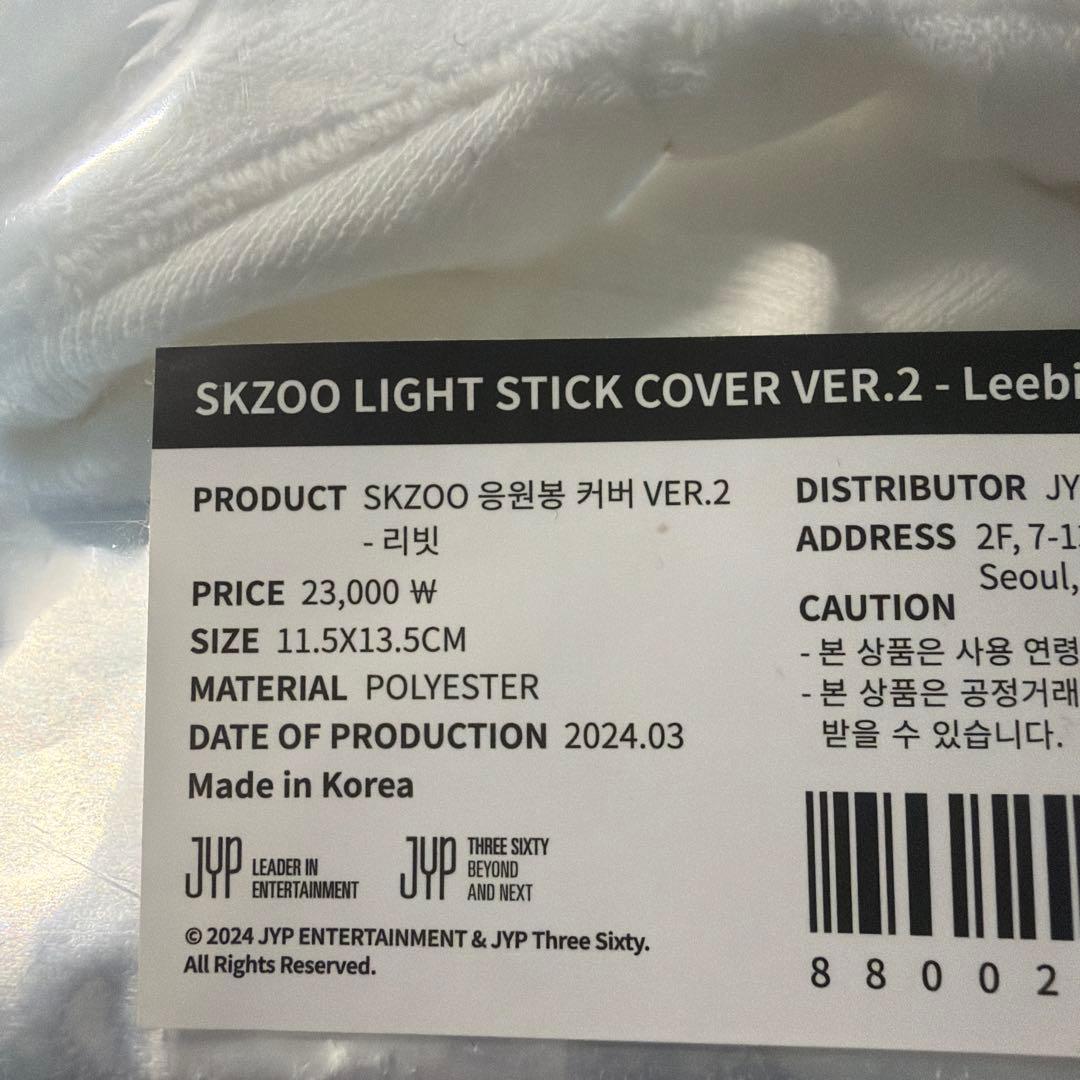 SKZOO LIGHT STICK COVER VER.2 - Leebi
PRODUCT SKZOO 응원봉 커버 VER.2
- 리빗
PRICE 23,000 ₩
SIZE 11.5X13.5CM
MATERIAL POLYESTER
DATE OF PRODUCTION 2024.03
Made in Korea
JYP LEADER IN
ENTERTAINMENT
JYP THREE SIXTY
BEYOND
AND NEXT
© 2024 JYP ENTERTAINMENT & JYP Three Sixty.
All Rights Reserved.
DISTRIBUTOR JY
ADDRESS 2F, 7-1
Seoul,
CAUTION
- 본 상품은 사용 연령
- 본 상품은 공정거래
받을 수 있습니다.
8 8 0 0 2